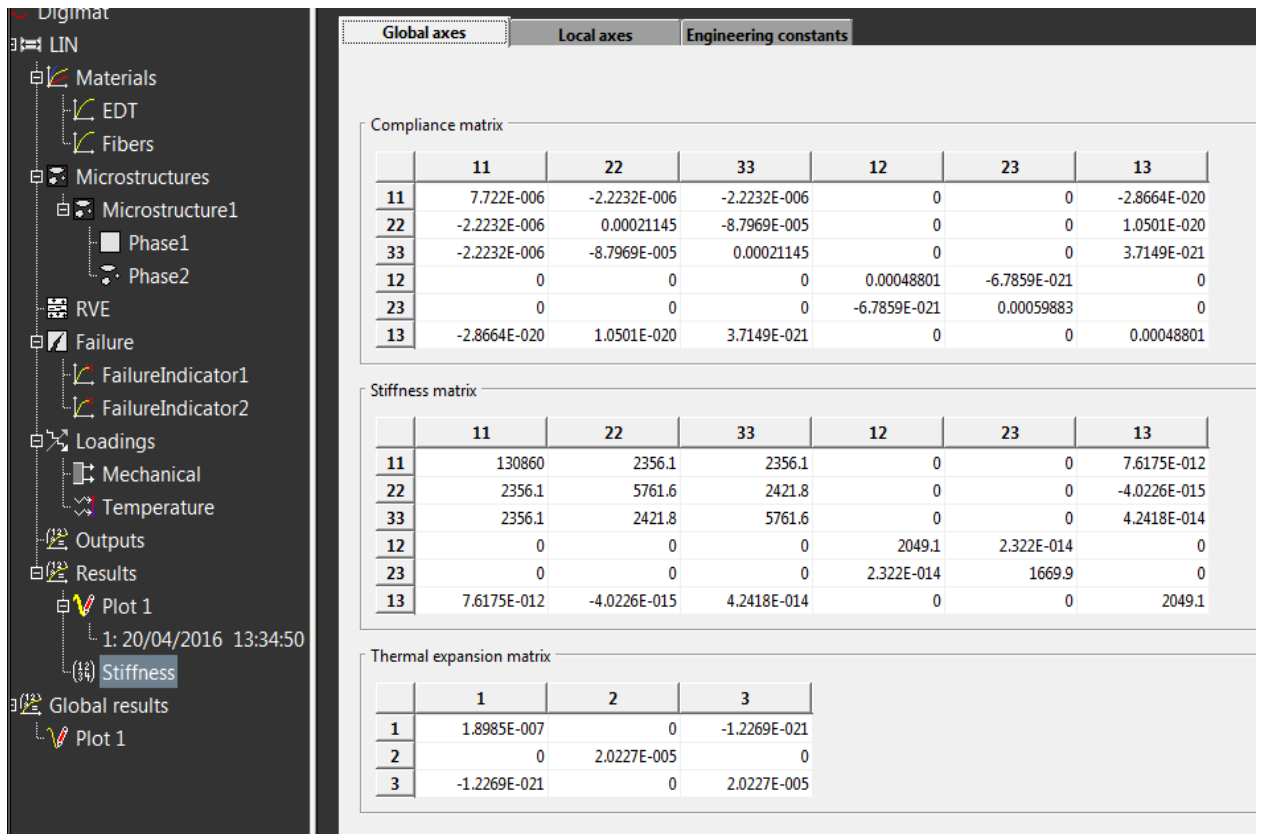 Digimat
LIN
Materials
EDT
Fibers
Microstructures
Microstructure1
Phase1
Phase2
RVE
Failure
FailureIndicator1
FailureIndicator2
Loadings
Mechanical
Temperature
Outputs
Results
Plot 1
1: 20/04/2016 13:34:50
Stiffness
Global results
Plot 1
Global axes Local axes Engineering constants
Compliance matrix
11 22 33 12 23 13
11 7.722E-006 -2.2232E-006 -2.2232E-006 0 0 -2.8664E-020
22 -2.2232E-006 0.00021145 -8.7969E-005 0 0 1.0501E-020
33 -2.2232E-006 -8.7969E-005 0.00021145 0 0 3.7149E-021
12 0 0 0 0.00048801 -6.7859E-021 0
23 0 0 0 -6.7859E-021 0.00059883 0
13 -2.8664E-020 1.0501E-020 3.7149E-021 0 0 0.00048801
Stiffness matrix
11 22 33 12 23 13
11 130860 2356.1 2356.1 0 0 7.6175E-012
22 2356.1 5761.6 2421.8 0 0 -4.0226E-015
33 2356.1 2421.8 5761.6 0 0 4.2418E-014
12 0 0 0 2049.1 2.322E-014 0
23 0 0 0 2.322E-014 1669.9 0
13 7.6175E-012 -4.0226E-015 4.2418E-014 0 0 2049.1
Thermal expansion matrix
1 2 3
1 1.8985E-007 0 -1.2269E-021
2 0 2.0227E-005 0
3 -1.2269E-021 0 2.0227E-005